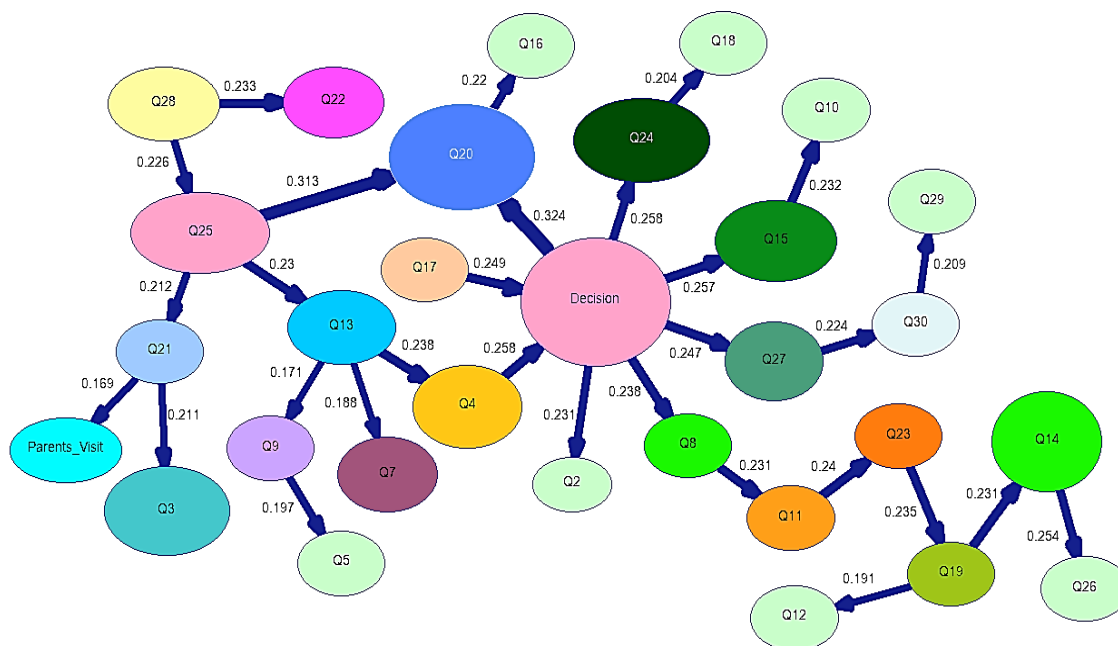 Q16
Q18
0.22
0.204
Q28
0.233
Q22
Q10
Q24
Q20
0.226
0.313
0.232
Q29
Q25
0.324
0.258
Q15
0.23
Q17
0.249
0.209
0.212
Decision
0.257
Q13
Q30
0.224
0.247
Q21
0.238
0.258
Q27
0.169
0.171
0.188
0.238
0.211
Q4
0.231
Q23
Q14
Parents_Visit
Q9
Q8
0.231
0.24
Q7
Q2
0.231
Q3
0.197
Q11
0.235
0.254
Q5
Q19
0.191
Q26
Q12